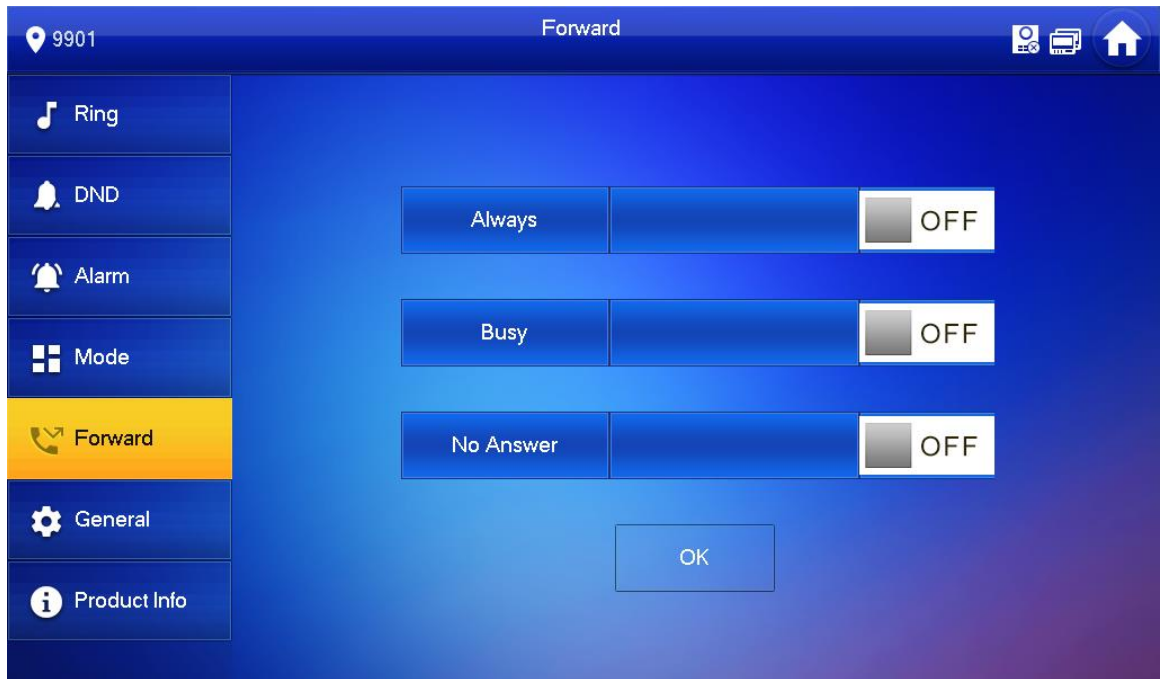 9901
Forward
Ring
DND
Alarm
Mode
Forward
General
Product Info
Always OFF
Busy OFF
No Answer OFF
OK